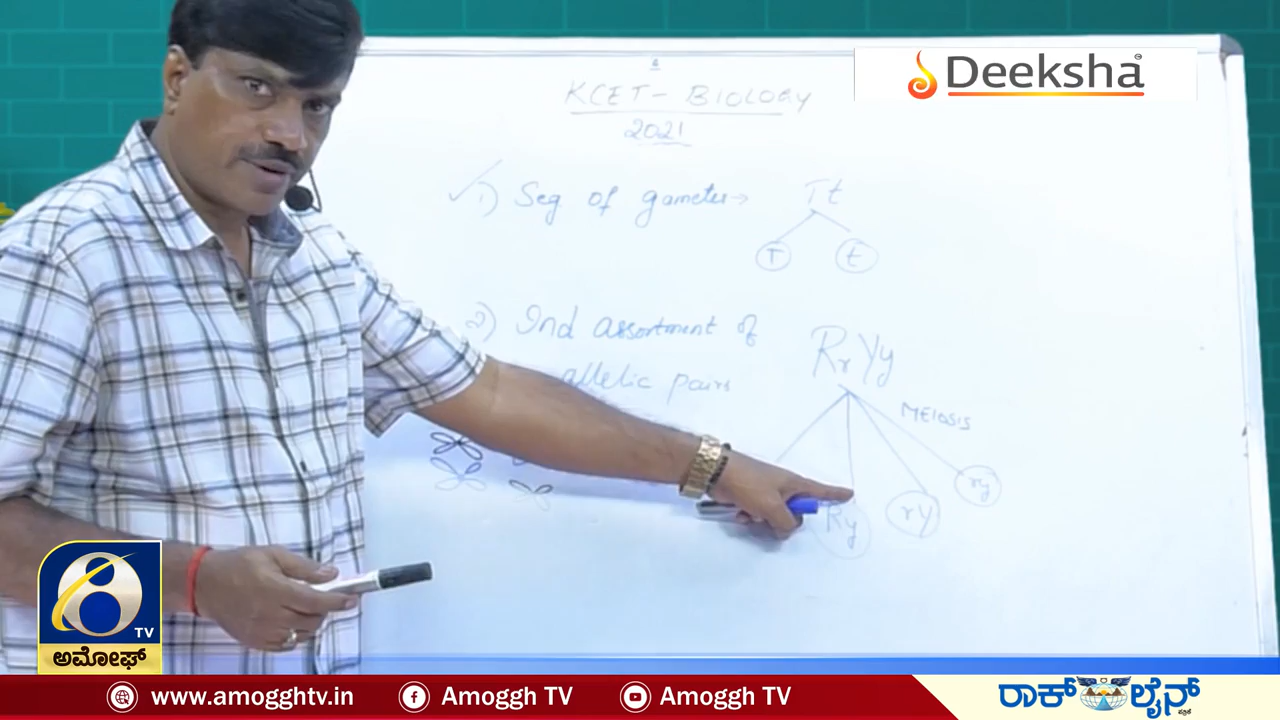 Deeksha
KCET - BIOLOGY
2021
1) Seg of gametes → Tt
T t
2) Ind assortment of
allelic pairs
RrYy
MEIOSIS
Ry rY ry
TV
ಅಮೋಘ್
www.amogghtv.in Amoggh TV Amoggh TV
ರಾಕ್ ಲೈನ್